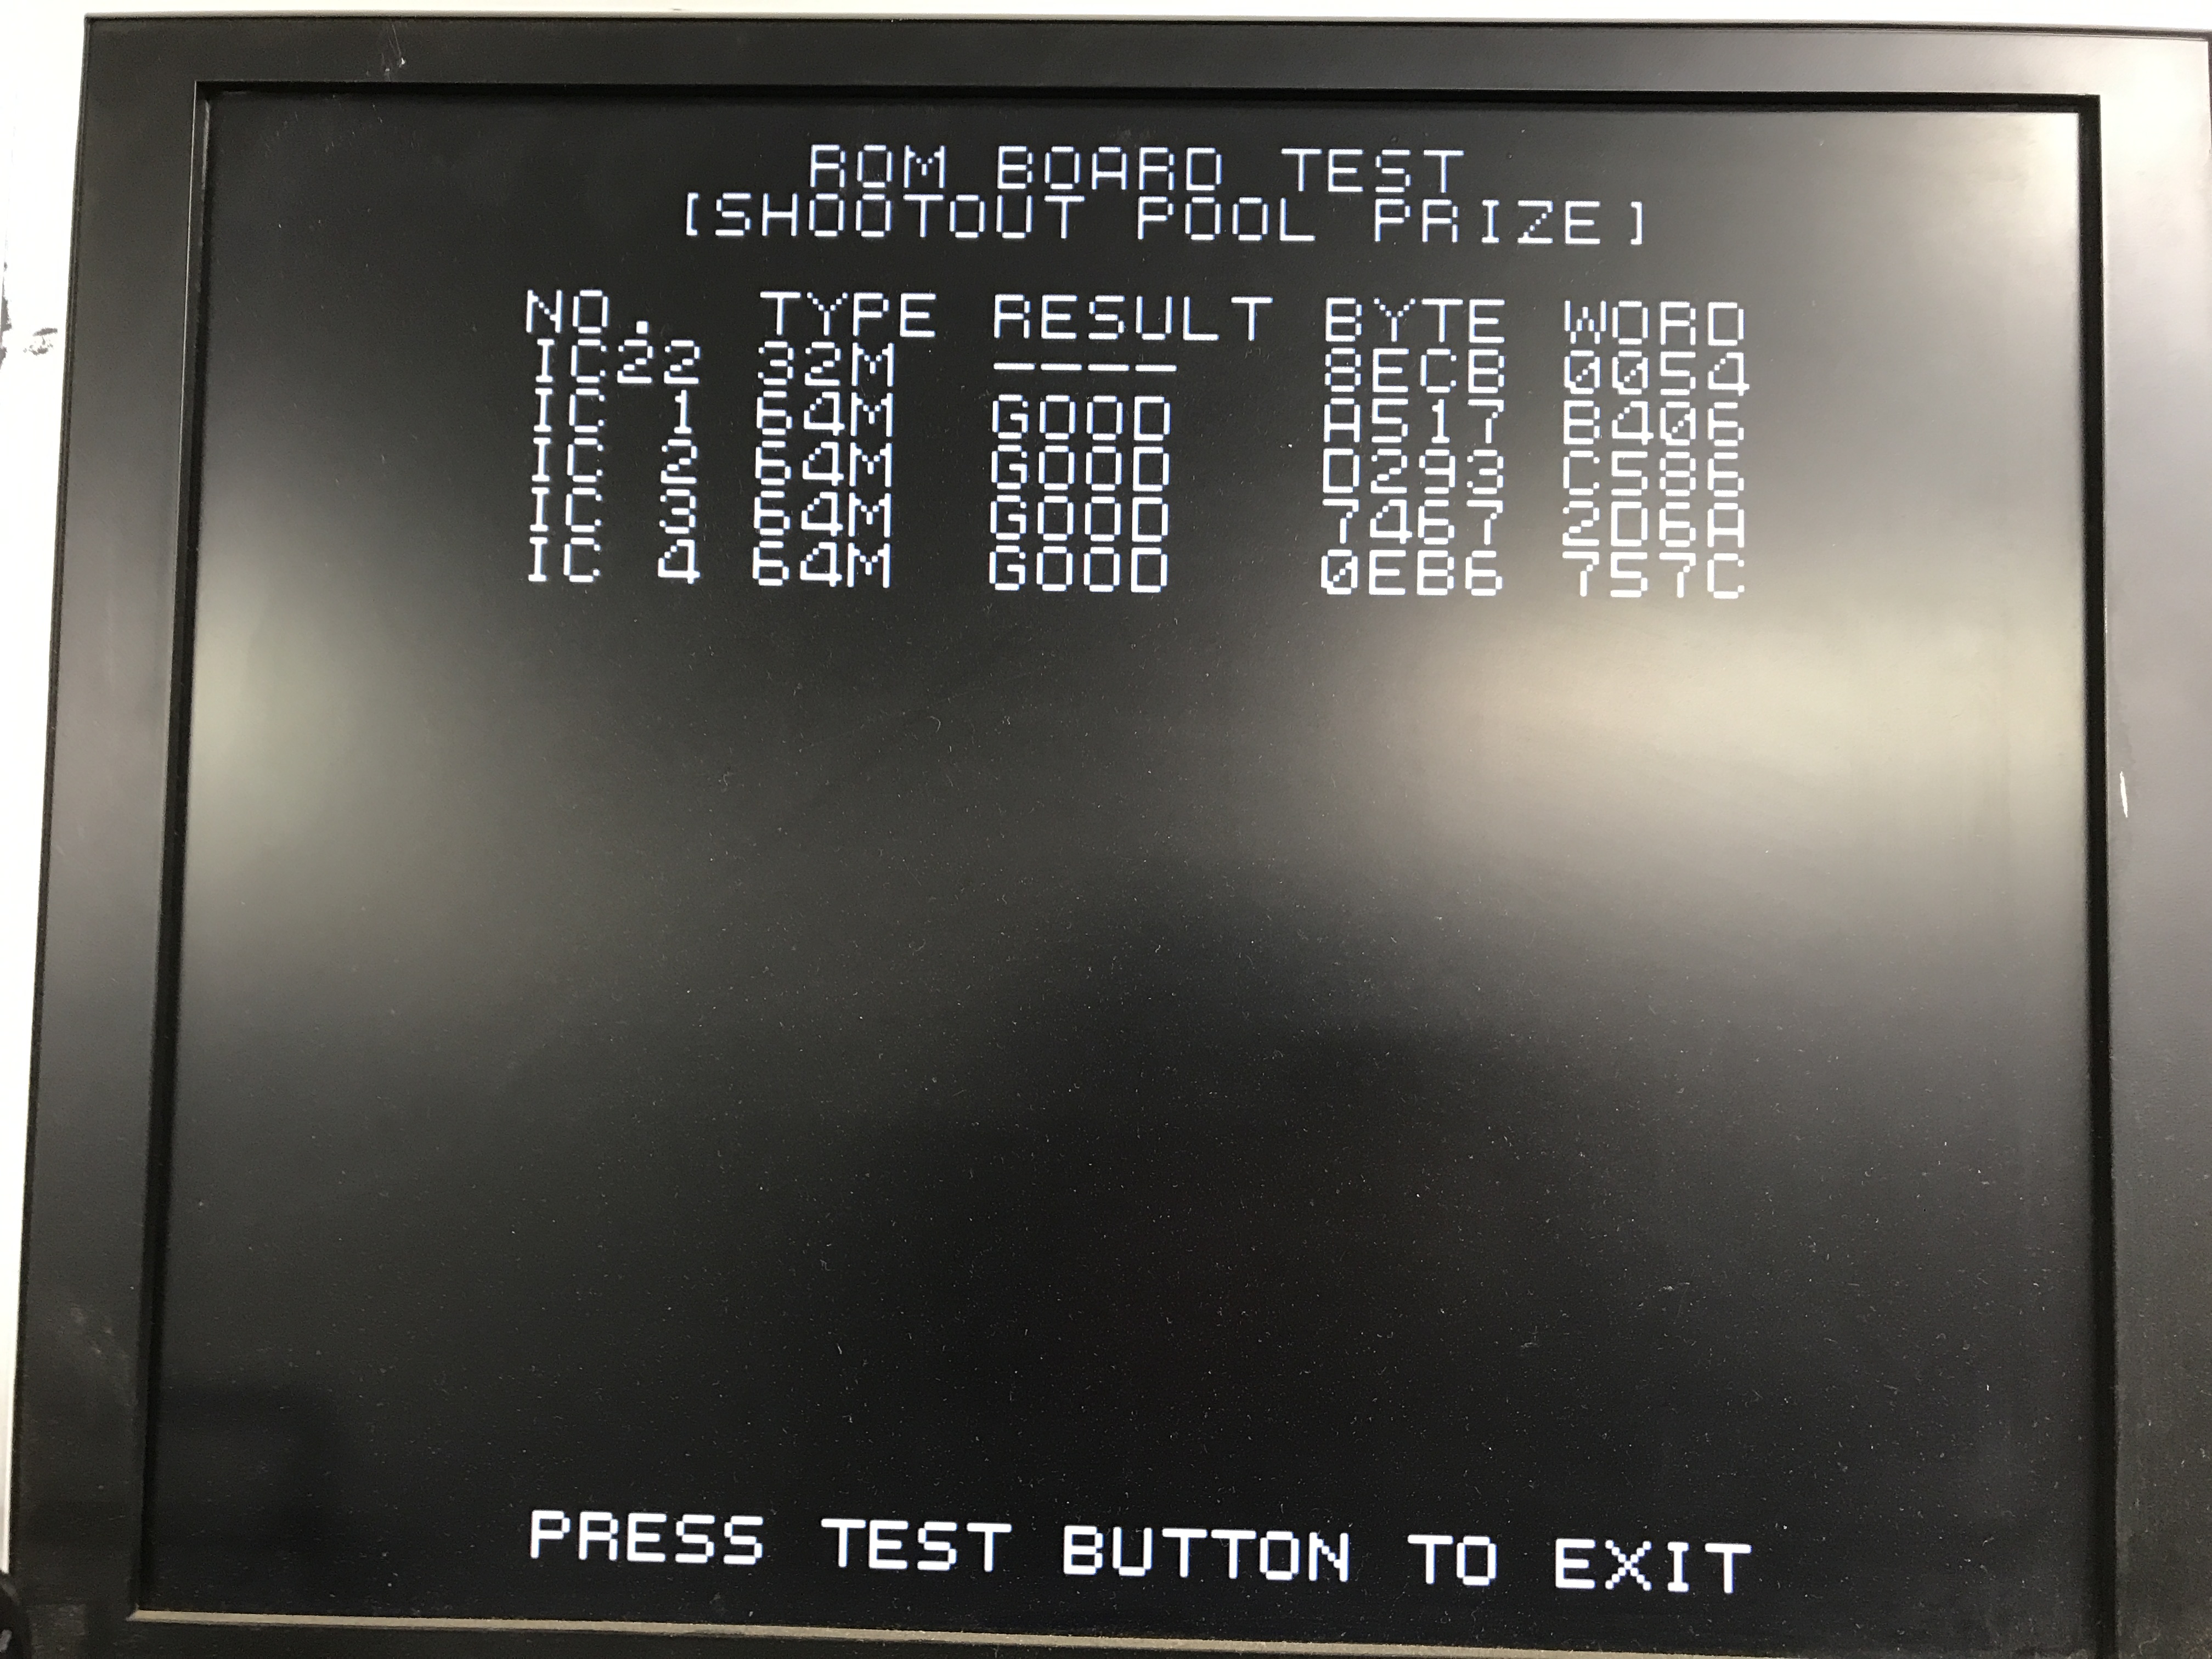 ROM BOARD TEST
[SHOOTOUT POOL PRIZE]
NO. TYPE RESULT BYTE WORD
IC22 32M ---- 8ECB 0054
IC 1 64M GOOD A517 B406
IC 2 64M GOOD D293 C586
IC 3 64M GOOD 7467 2D6A
IC 4 64M GOOD 0EB6 757C
PRESS TEST BUTTON TO EXIT